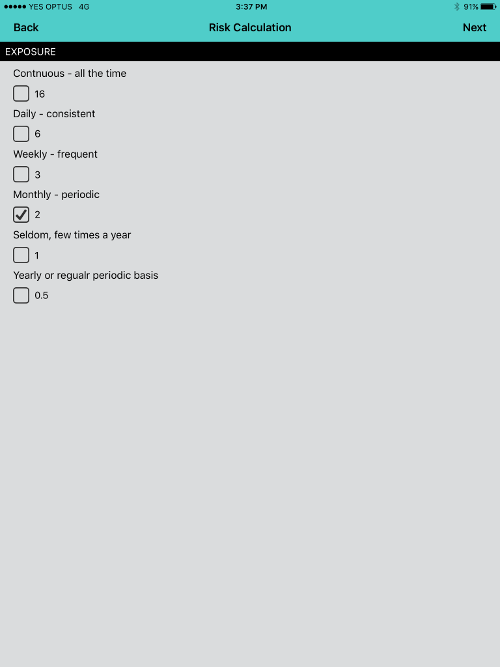 YES OPTUS 4G 3:37 PM 91%
Back Risk Calculation Next
EXPOSURE
Contnuous - all the time
16
Daily - consistent
6
Weekly - frequent
3
Monthly - periodic
2
Seldom, few times a year
1
Yearly or regualr periodic basis
0.5